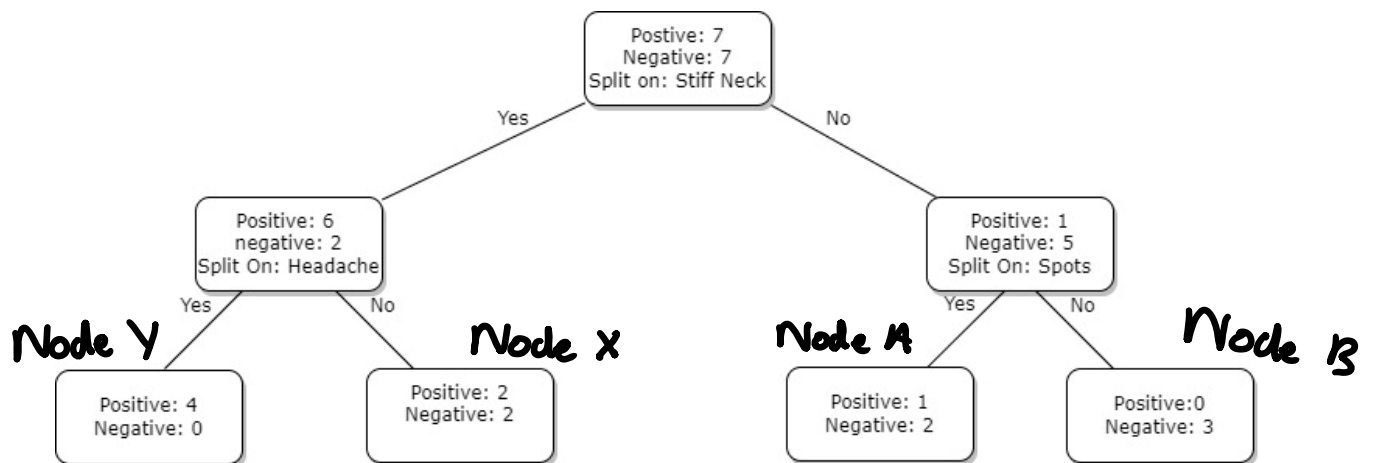 Postive: 7
Negative: 7
Split on: Stiff Neck
Yes
No
Positive: 6
negative: 2
Split On: Headache
Positive: 1
Negative: 5
Split On: Spots
Yes
No
Yes
No
Node Y
Node X
Node A
Node B
Positive: 4
Negative: 0
Positive: 2
Negative: 2
Positive: 1
Negative: 2
Positive:0
Negative: 3